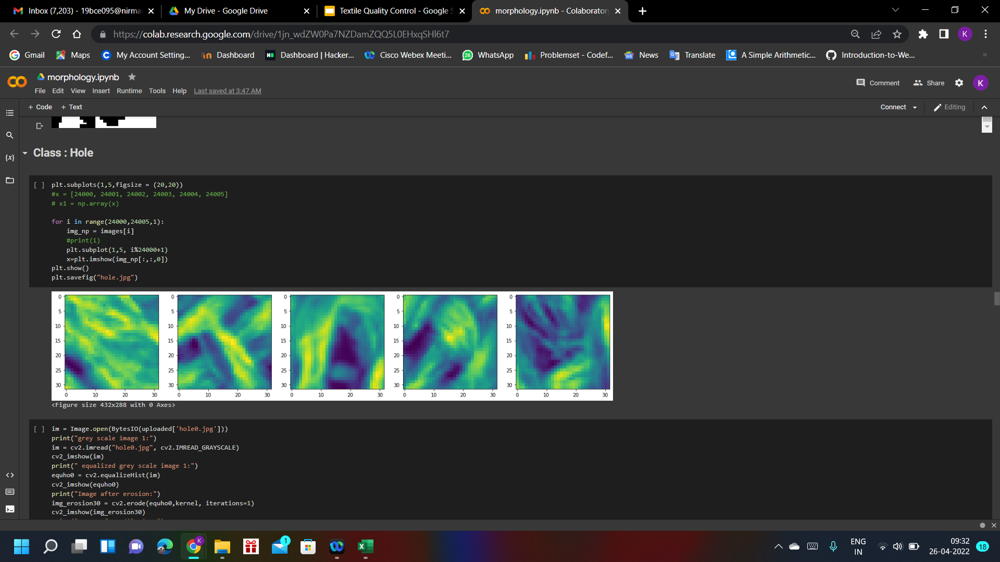 Inbox (7,203) - 19bce095@nirma
My Drive - Google Drive
Textile Quality Control - Google S
morphology.ipynb - Colaboratory
https://colab.research.google.com/drive/1jn_wdZW0Pa7NZDamZQQ5L0EHxqSHl6t7
K
Gmail
Maps
My Account Setting...
Dashboard
Dashboard | Hacker...
Cisco Webex Meeti...
26
WhatsApp
Problemset - Codef...
News
Translate
A Simple Arithmetic...
Introduction-to-We...
morphology.ipynb
Comment
Share
K
File Edit View Insert Runtime Tools Help Last saved at 3:47 AM
+ Code + Text
Connect
Editing
{x}
Class : Hole
[ ] plt.subplots(1,5,figsize = (20,20))
#x = [24000, 24001, 24002, 24003, 24004, 24005]
# x1 = np.array(x)
for i in range(24000,24005,1):
img_np = images[i]
#print(i)
plt.subplot(1,5, i%24000+1)
x=plt.imshow(img_np[:,:,0])
plt.show()
plt.savefig("hole.jpg")
0 0 0 0 0
5 5 5 5 5
10 10 10 10 10
15 15 15 15 15
20 20 20 20 20
25 25 25 25 25
30 30 30 30 30
0 10 20 30 0 10 20 30 0 10 20 30 0 10 20 30 0 10 20 30
<Figure size 432x288 with 0 Axes>
[ ] im = Image.open(BytesIO(uploaded['hole0.jpg']))
print("grey scale image 1:")
im = cv2.imread("hole0.jpg", cv2.IMREAD_GRAYSCALE)
cv2_imshow(im)
print(" equalized grey scale image 1:")
equho0 = cv2.equalizeHist(im)
cv2_imshow(equho0)
print("Image after erosion:")
img_erosion30 = cv2.erode(equho0,kernel, iterations=1)
cv2_imshow(img_erosion30)
K
1
ENG
IN
09:32
26-04-2022
18